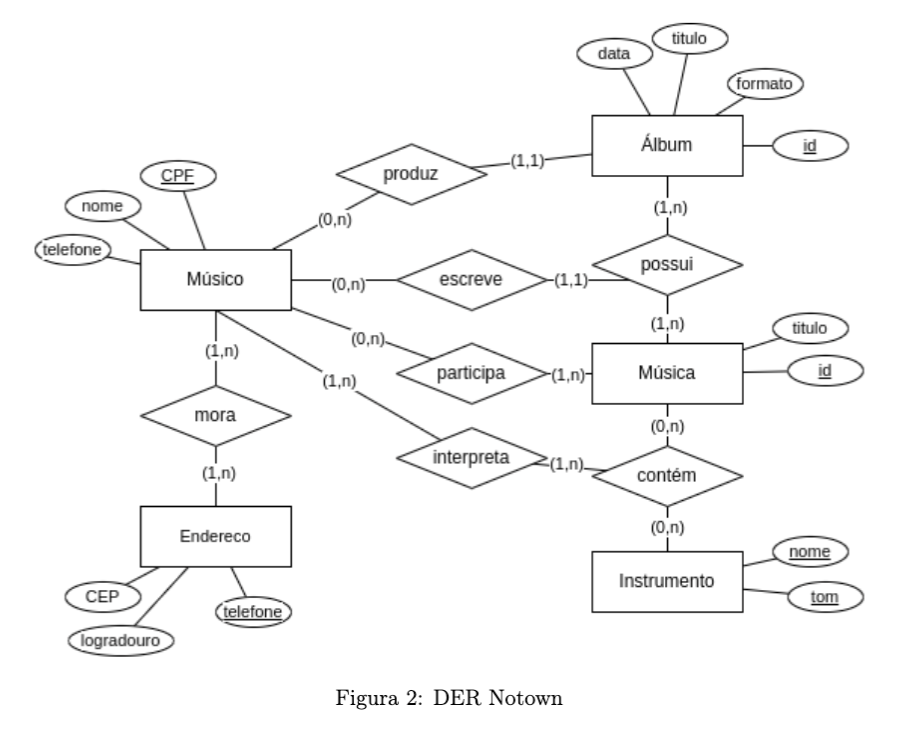 titulo
data
formato
Álbum
id
produz
(1,1)
CPF
nome
(0,n)
(1,n)
telefone
Músico
(0,n)
escreve
(1,1)
possui
(1,n)
titulo
(0,n)
(1,n)
participa
(1,n)
Música
id
(1,n)
mora
(0,n)
interpreta
(1,n)
contém
(1,n)
(0,n)
Endereco
nome
Instrumento
tom
CEP
telefone
logradouro
Figura 2: DER Notown